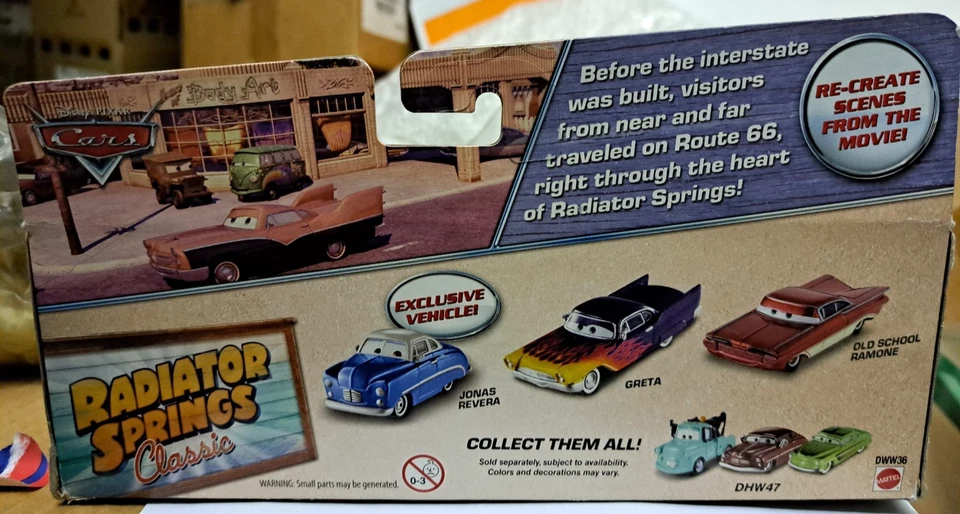 Body Art
DISNEY·PIXAR
Cars
Before the interstate
was built, visitors
from near and far
traveled on Route 66,
right through the heart
of Radiator Springs!
RE-CREATE
SCENES
FROM THE
MOVIE!
EXCLUSIVE
VEHICLE!
JONAS
REVERA
GRETA
OLD SCHOOL
RAMONE
RADIATOR
SPRINGS
Classic
COLLECT THEM ALL!
Sold separately, subject to availability.
Colors and decorations may vary.
WARNING: Small parts may be generated.
0-3
DHW47
DWW36
MATTEL